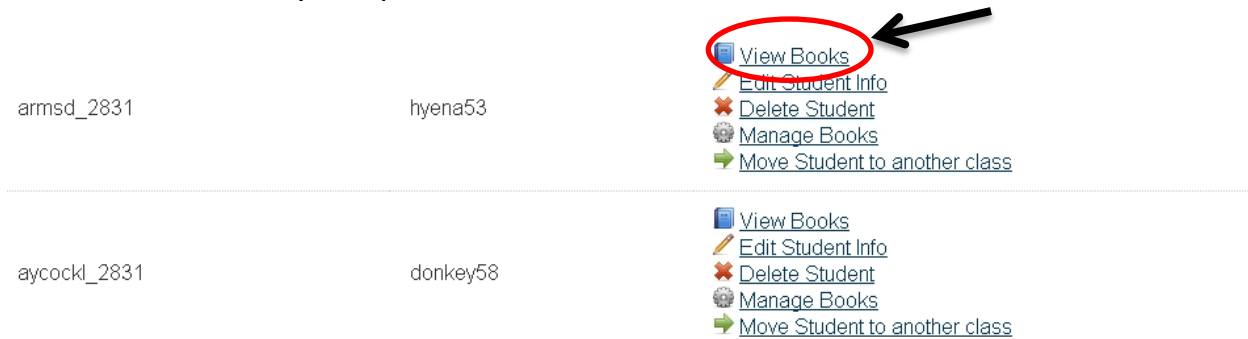 View Books
Edit Student Info
armsd_2831 hyena53 Delete Student
Manage Books
Move Student to another class
View Books
Edit Student Info
aycockl_2831 donkey58 Delete Student
Manage Books
Move Student to another class